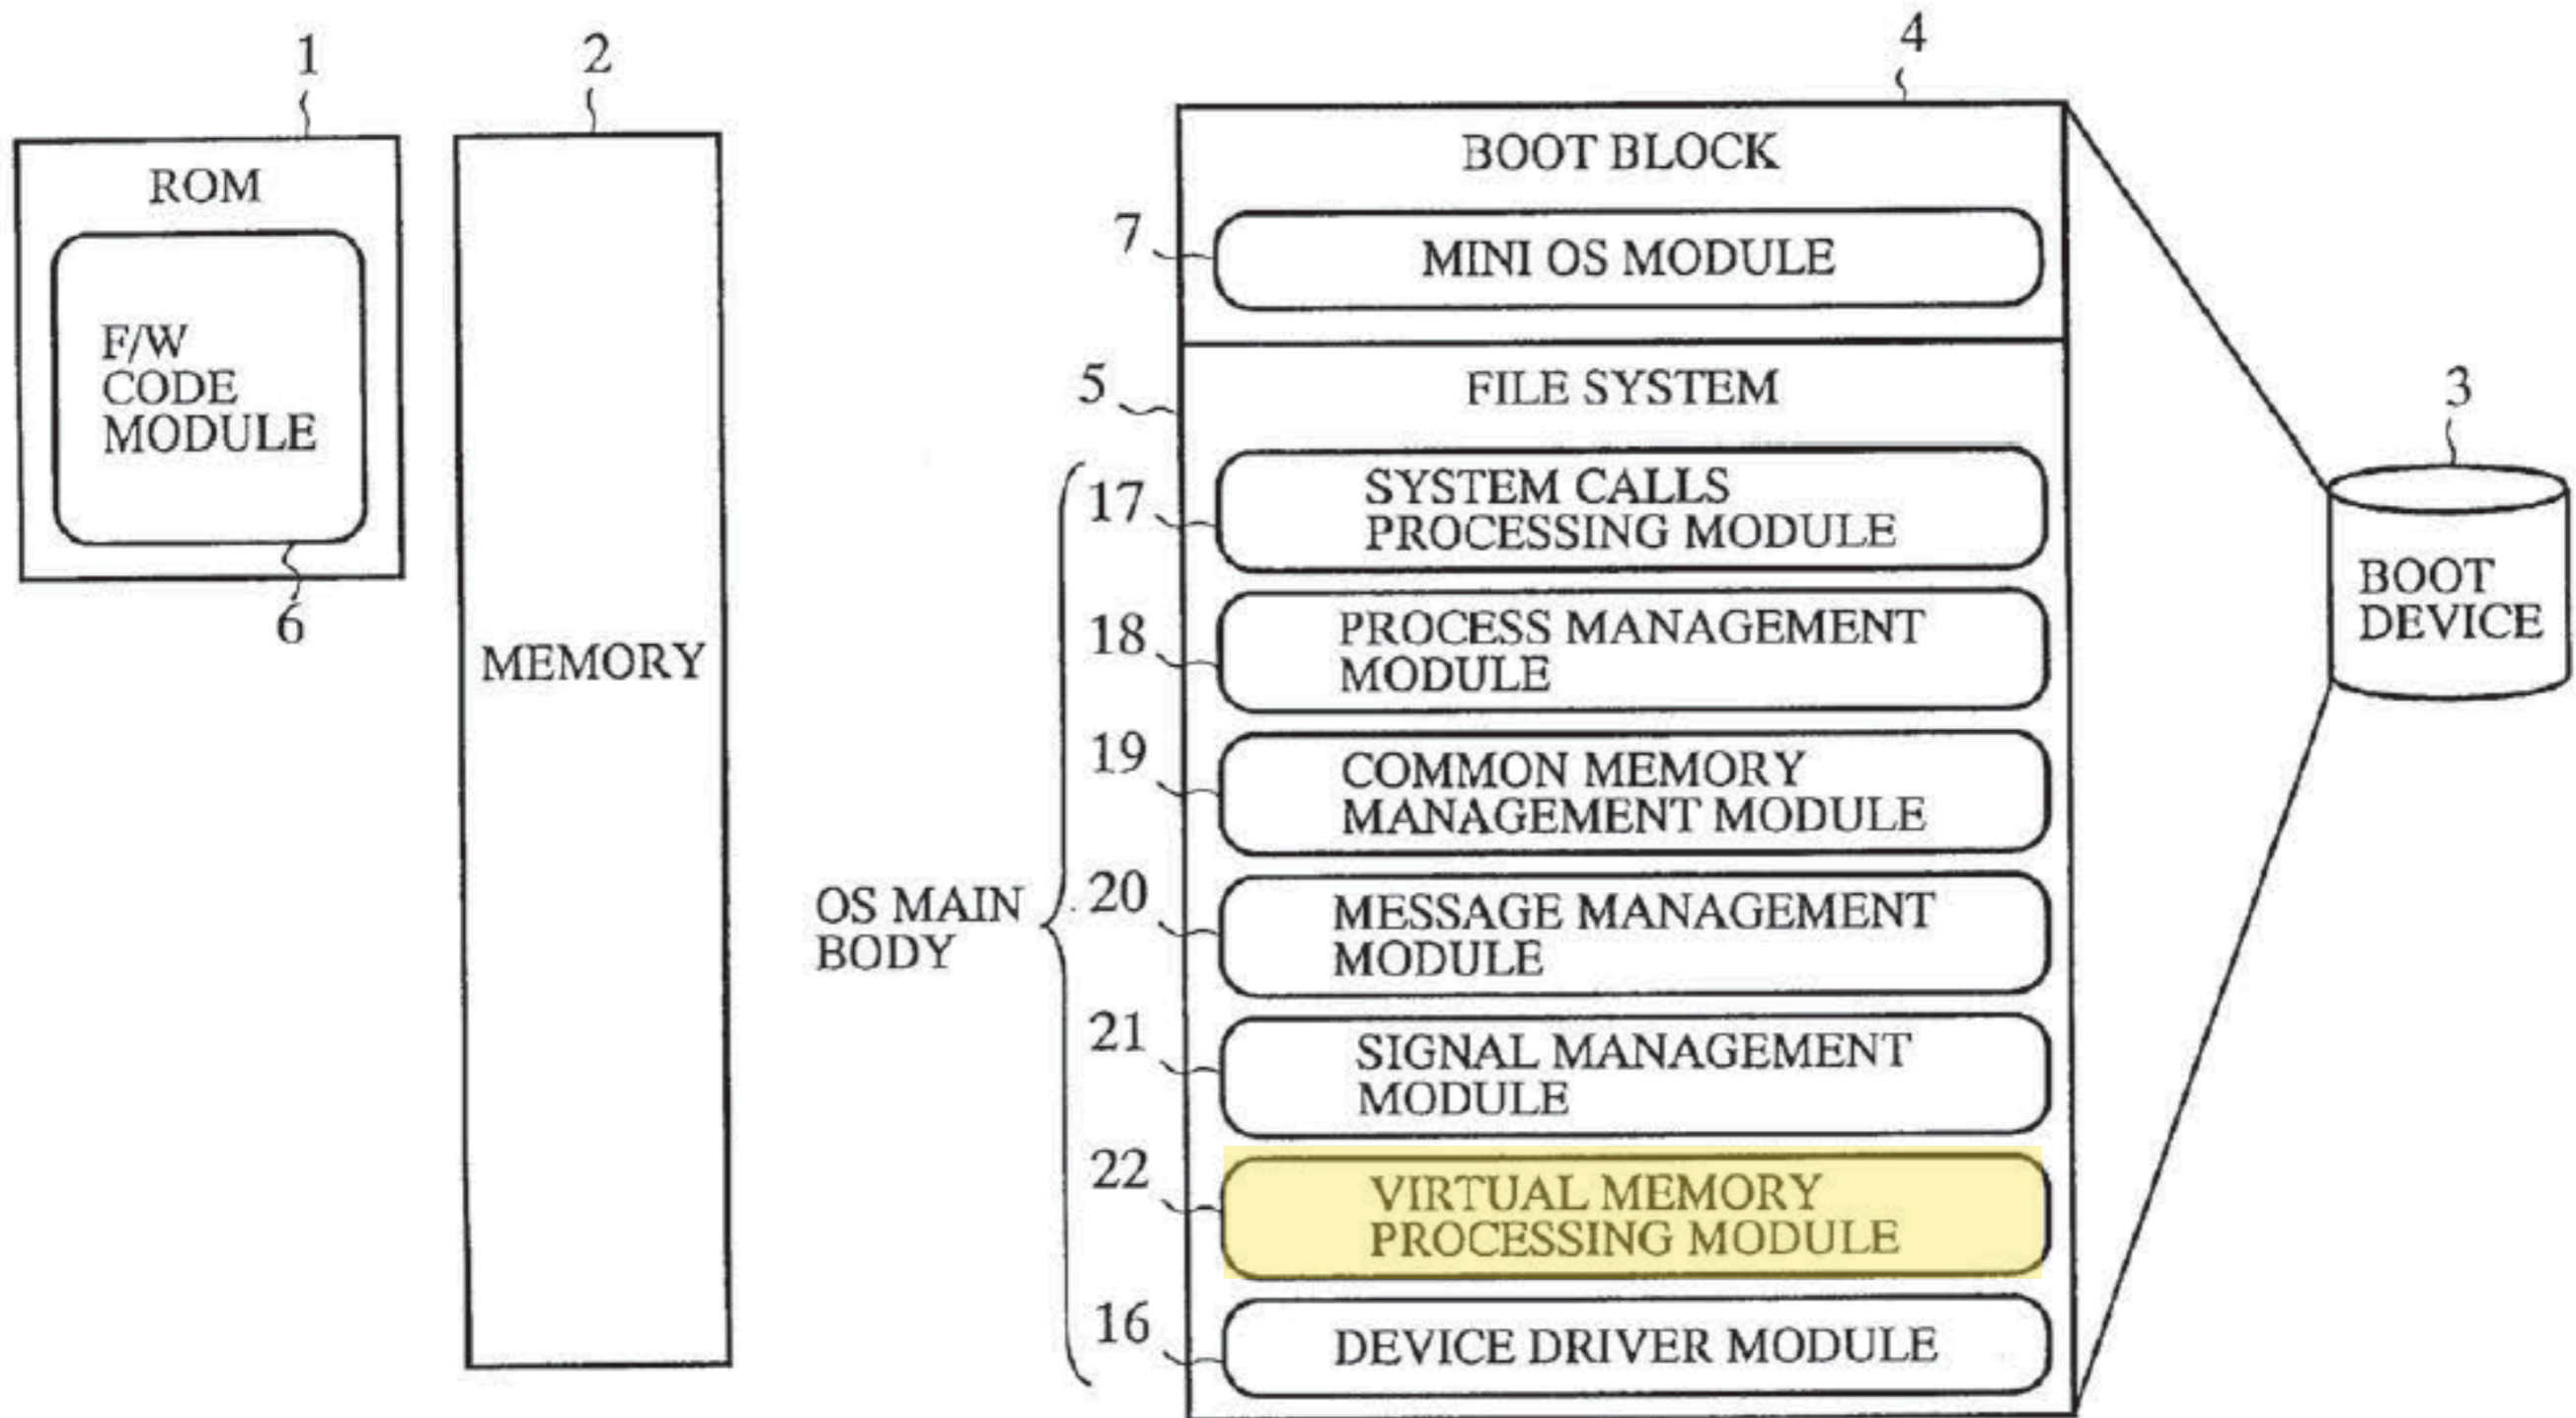 1
ROM
F/W
CODE
MODULE
6
2
MEMORY
4
BOOT BLOCK
7
MINI OS MODULE
5
FILE SYSTEM
OS MAIN
BODY
17
SYSTEM CALLS
PROCESSING MODULE
18
PROCESS MANAGEMENT
MODULE
19
COMMON MEMORY
MANAGEMENT MODULE
20
MESSAGE MANAGEMENT
MODULE
21
SIGNAL MANAGEMENT
MODULE
22
VIRTUAL MEMORY
PROCESSING MODULE
16
DEVICE DRIVER MODULE
3
BOOT
DEVICE